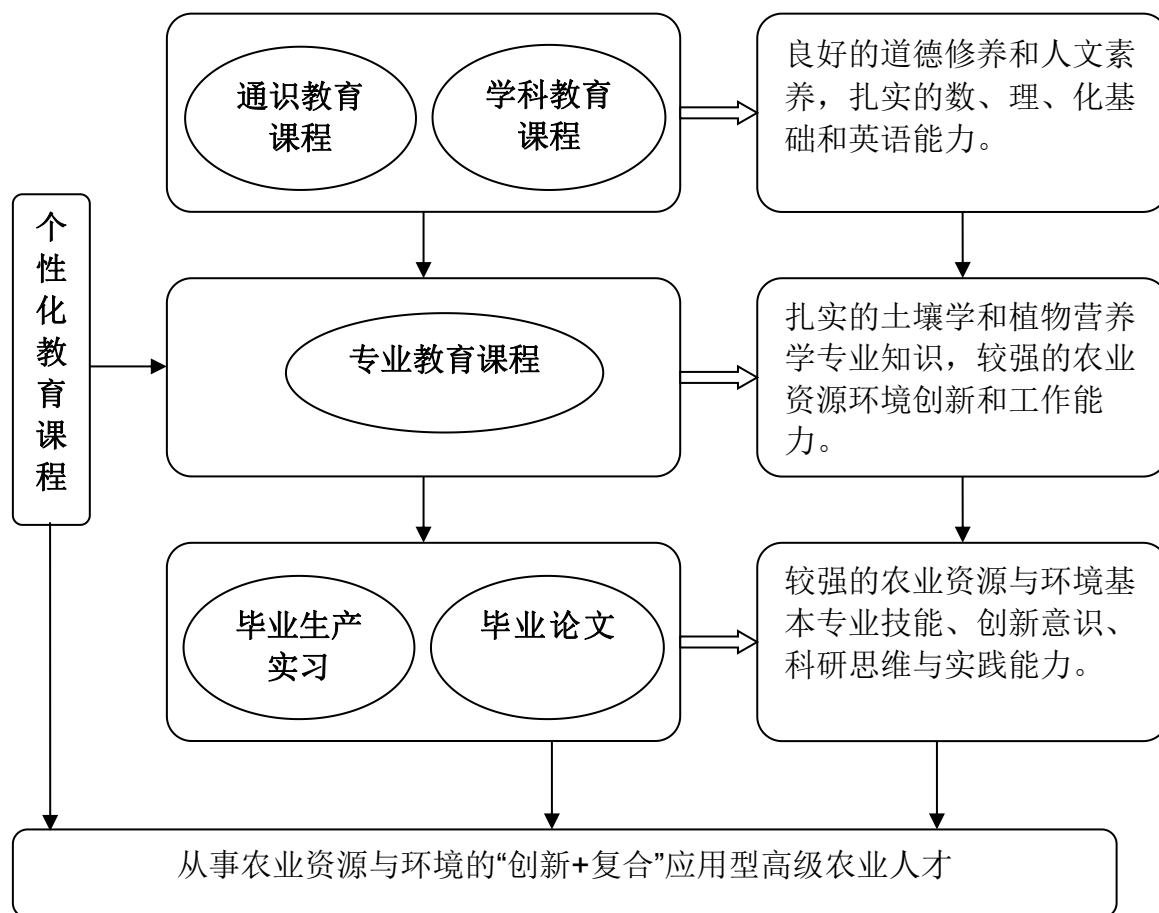 通识教育
课程
学科教育
课程
良好的道德修养和人文素
养，扎实的数、理、化基
础和英语能力。
个
性
化
教
育
课
程
专业教育课程
扎实的土壤学和植物营养
学专业知识，较强的农业
资源环境创新和工作能
力。
毕业生产
实习
毕业论文
较强的农业资源与环境基
本专业技能、创新意识、
科研思维与实践能力。
从事农业资源与环境的“创新+复合”应用型高级农业人才